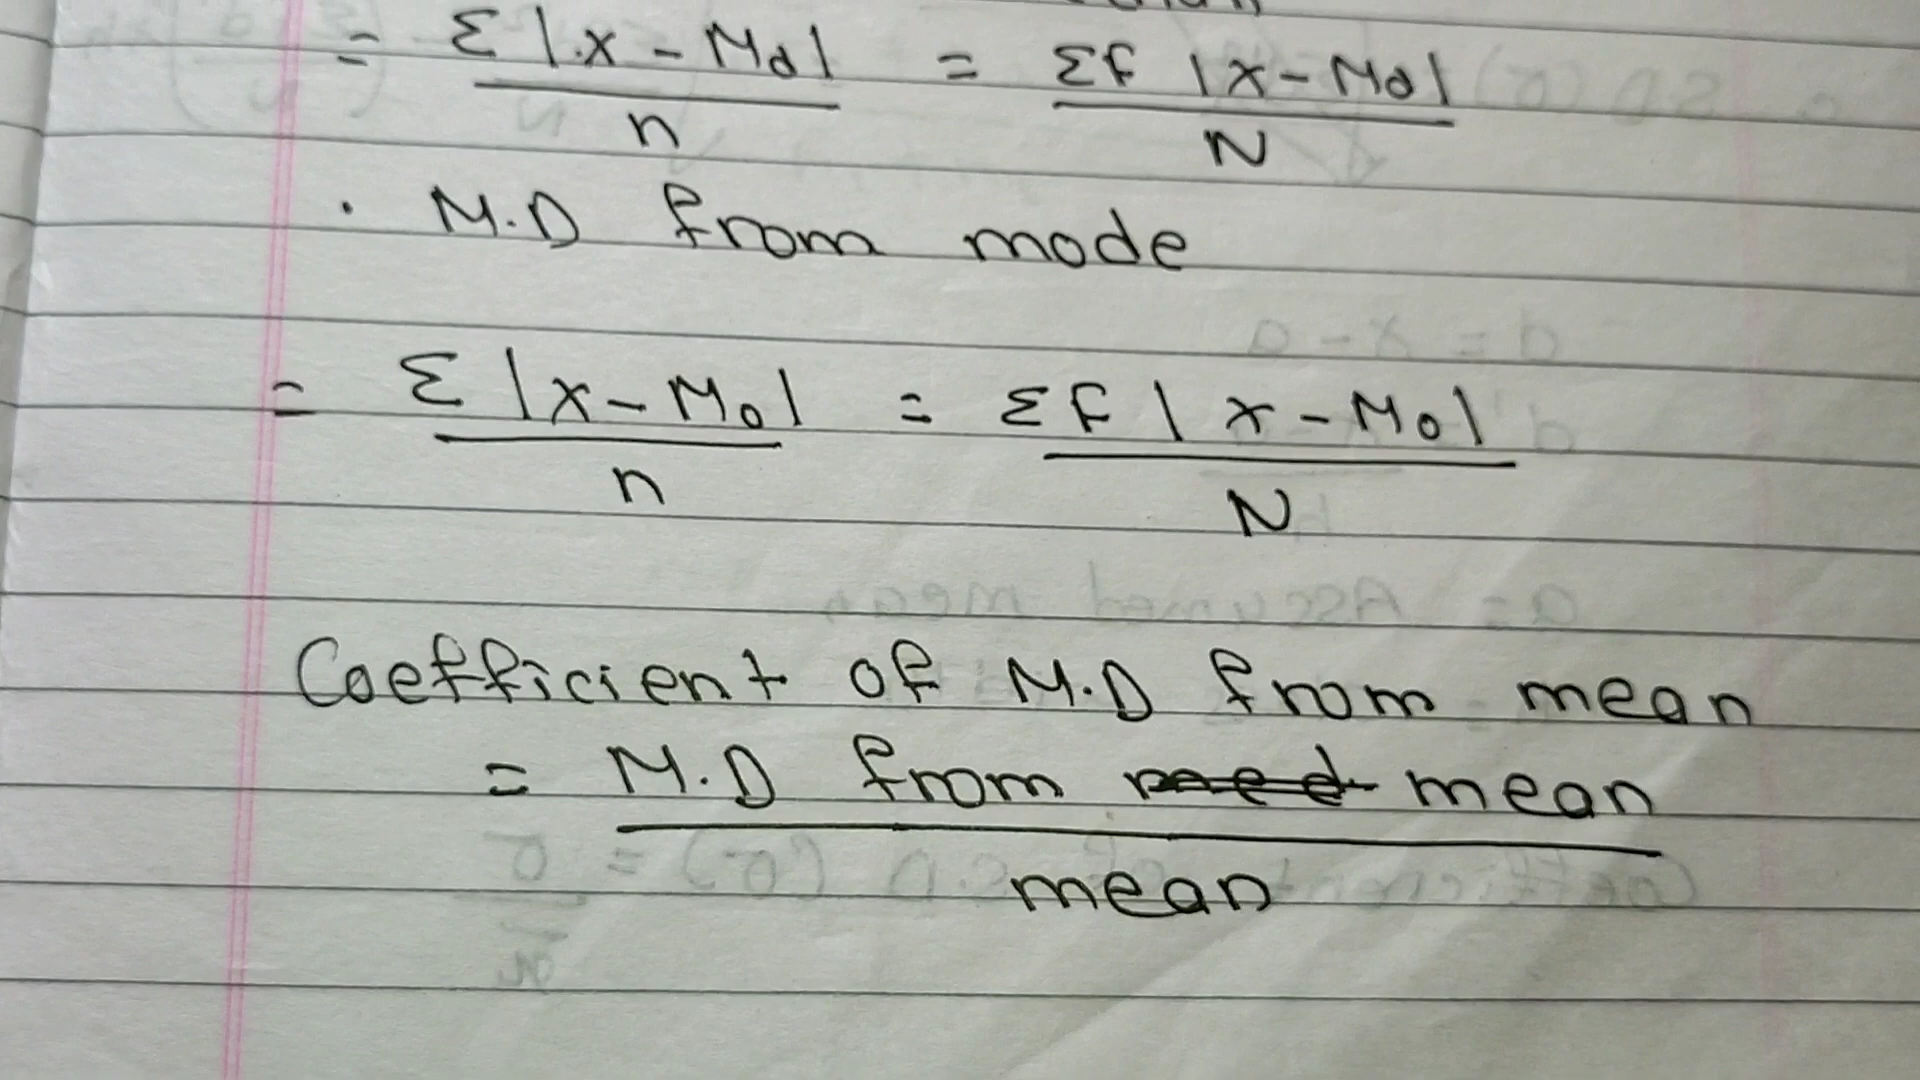 = Σ |x - Md| / n = Σf |x - Md| / N
· M.D from mode
= Σ |x - Mo| / n = Σf | x - Mo| / N
Coefficient of M.D from mean
= M.D from mean / mean